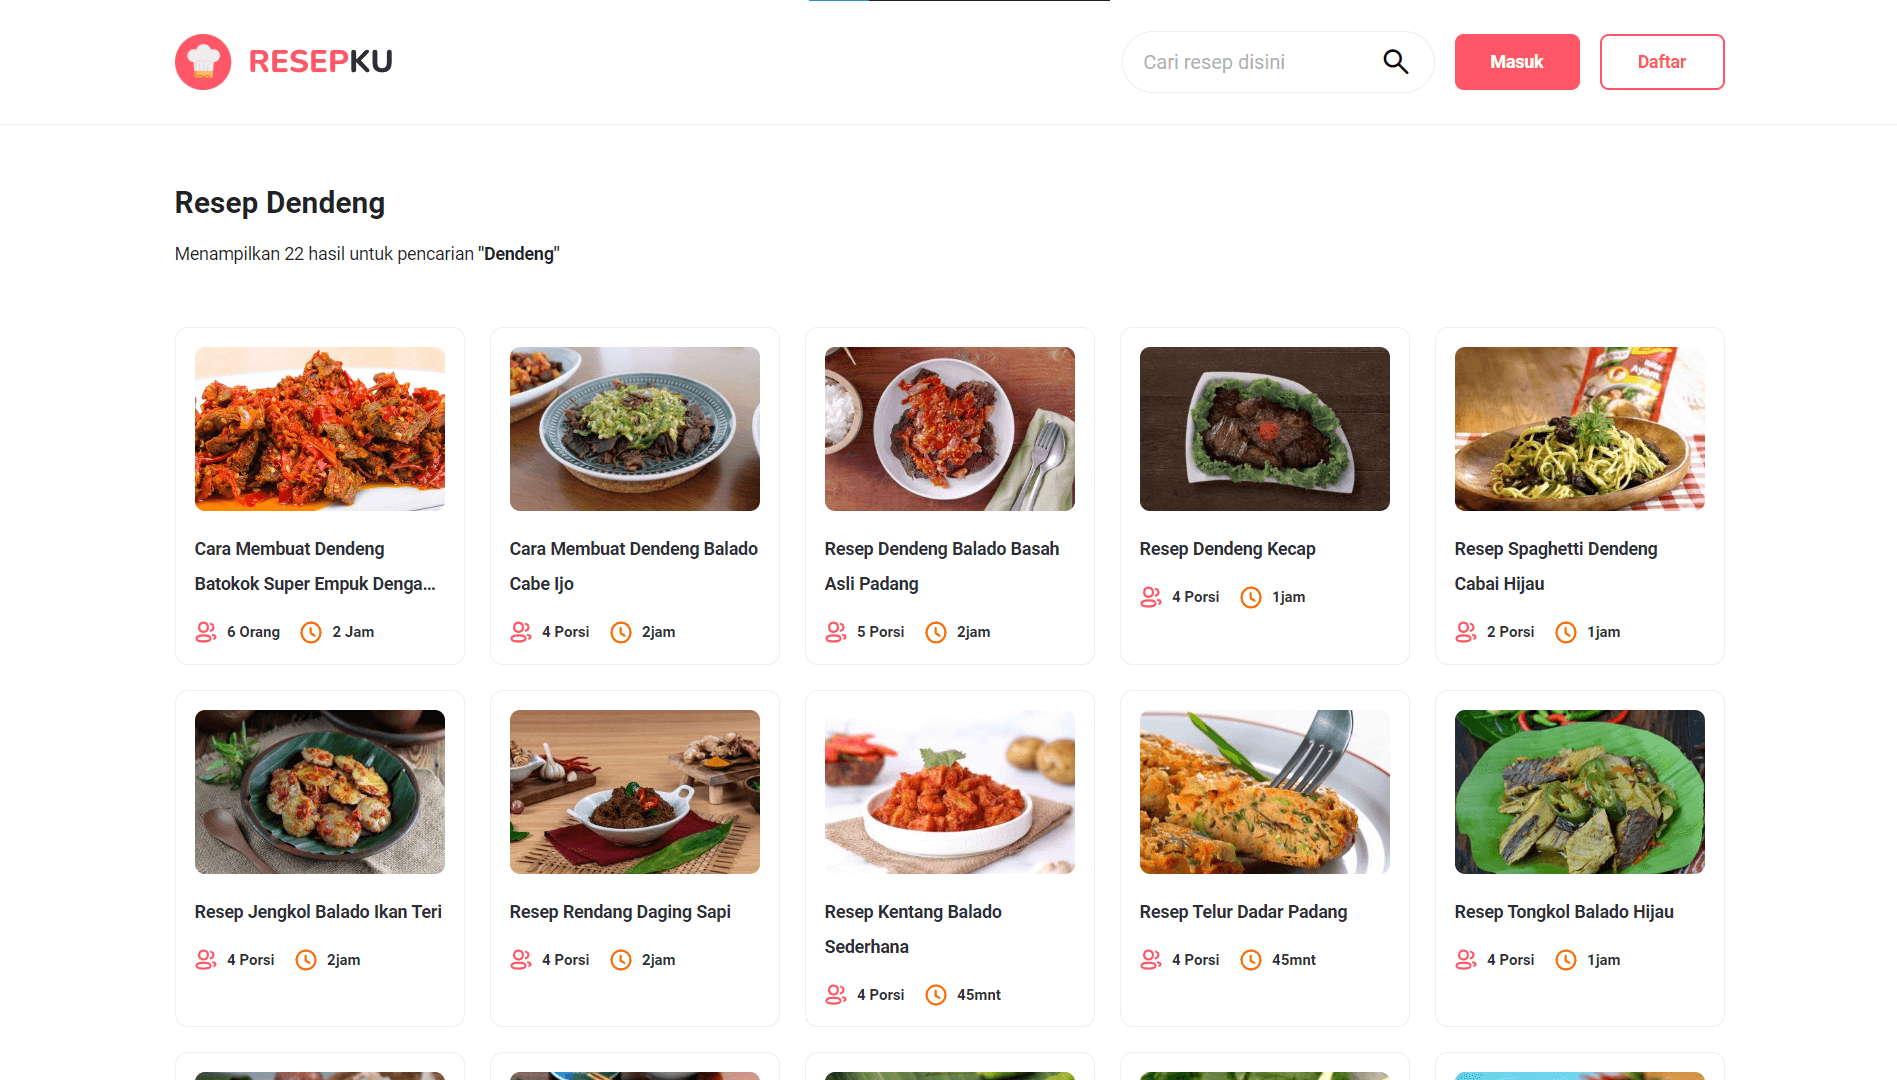 RESEPKU
Cari resep disini
Masuk
Daftar
Resep Dendeng
Menampilkan 22 hasil untuk pencarian "Dendeng"
Ayam
Cara Membuat Dendeng
Batokok Super Empuk Denga...
6 Orang
2 Jam
Cara Membuat Dendeng Balado
Cabe Ijo
4 Porsi
2jam
Resep Dendeng Balado Basah
Asli Padang
5 Porsi
2jam
Resep Dendeng Kecap
4 Porsi
1jam
Resep Spaghetti Dendeng
Cabai Hijau
2 Porsi
1jam
Resep Jengkol Balado Ikan Teri
4 Porsi
2jam
Resep Rendang Daging Sapi
4 Porsi
2jam
Resep Kentang Balado
Sederhana
4 Porsi
45mnt
Resep Telur Dadar Padang
4 Porsi
45mnt
Resep Tongkol Balado Hijau
4 Porsi
1jam